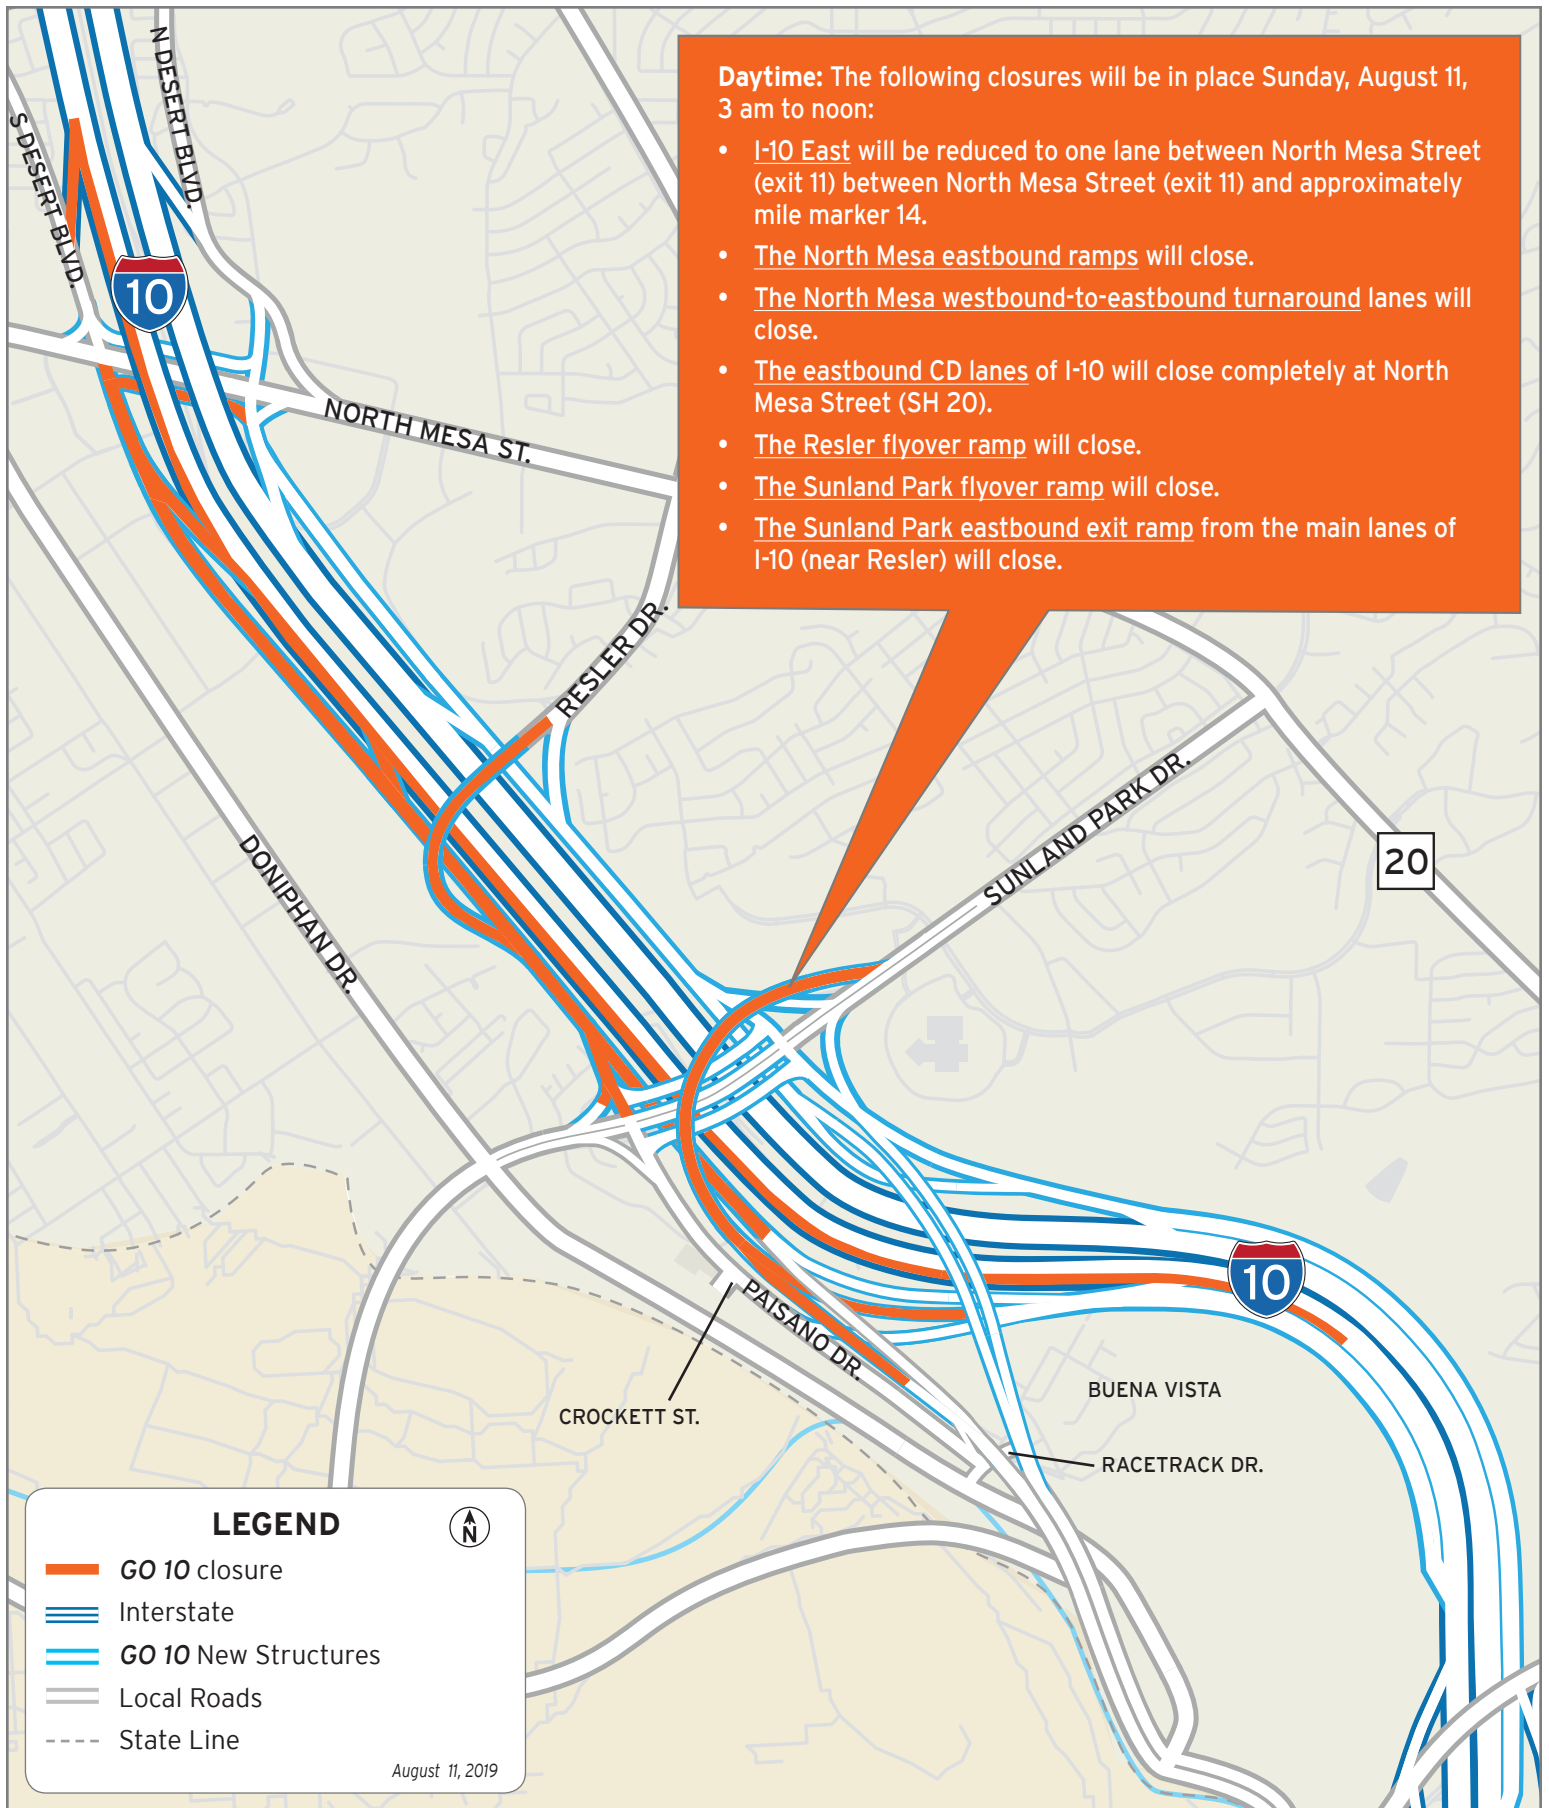 N DESERT BLVD.
S DESERT BLVD.
Daytime: The following closures will be in place Sunday, August 11,
3 am to noon:
• I-10 East will be reduced to one lane between North Mesa Street
(exit 11) between North Mesa Street (exit 11) and approximately
mile marker 14.
• The North Mesa eastbound ramps will close.
• The North Mesa westbound-to-eastbound turnaround lanes will
close.
• The eastbound CD lanes of I-10 will close completely at North
Mesa Street (SH 20).
• The Resler flyover ramp will close.
• The Sunland Park flyover ramp will close.
• The Sunland Park eastbound exit ramp from the main lanes of
I-10 (near Resler) will close.
10
NORTH MESA ST.
RESLER DR.
SUNLAND PARK DR.
20
DONIPHAN DR.
10
PAISANO DR.
CROCKETT ST.
BUENA VISTA
RACETRACK DR.
LEGEND
N
GO 10 closure
Interstate
GO 10 New Structures
Local Roads
State Line
August 11, 2019